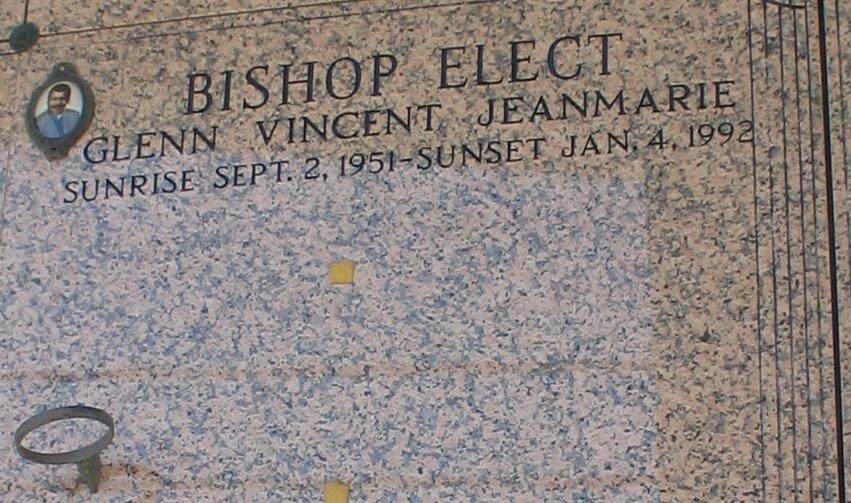 BISHOP ELECT
GLENN VINCENT JEANMARIE
SUNRISE SEPT. 2, 1951-SUNSET JAN. 4, 1992